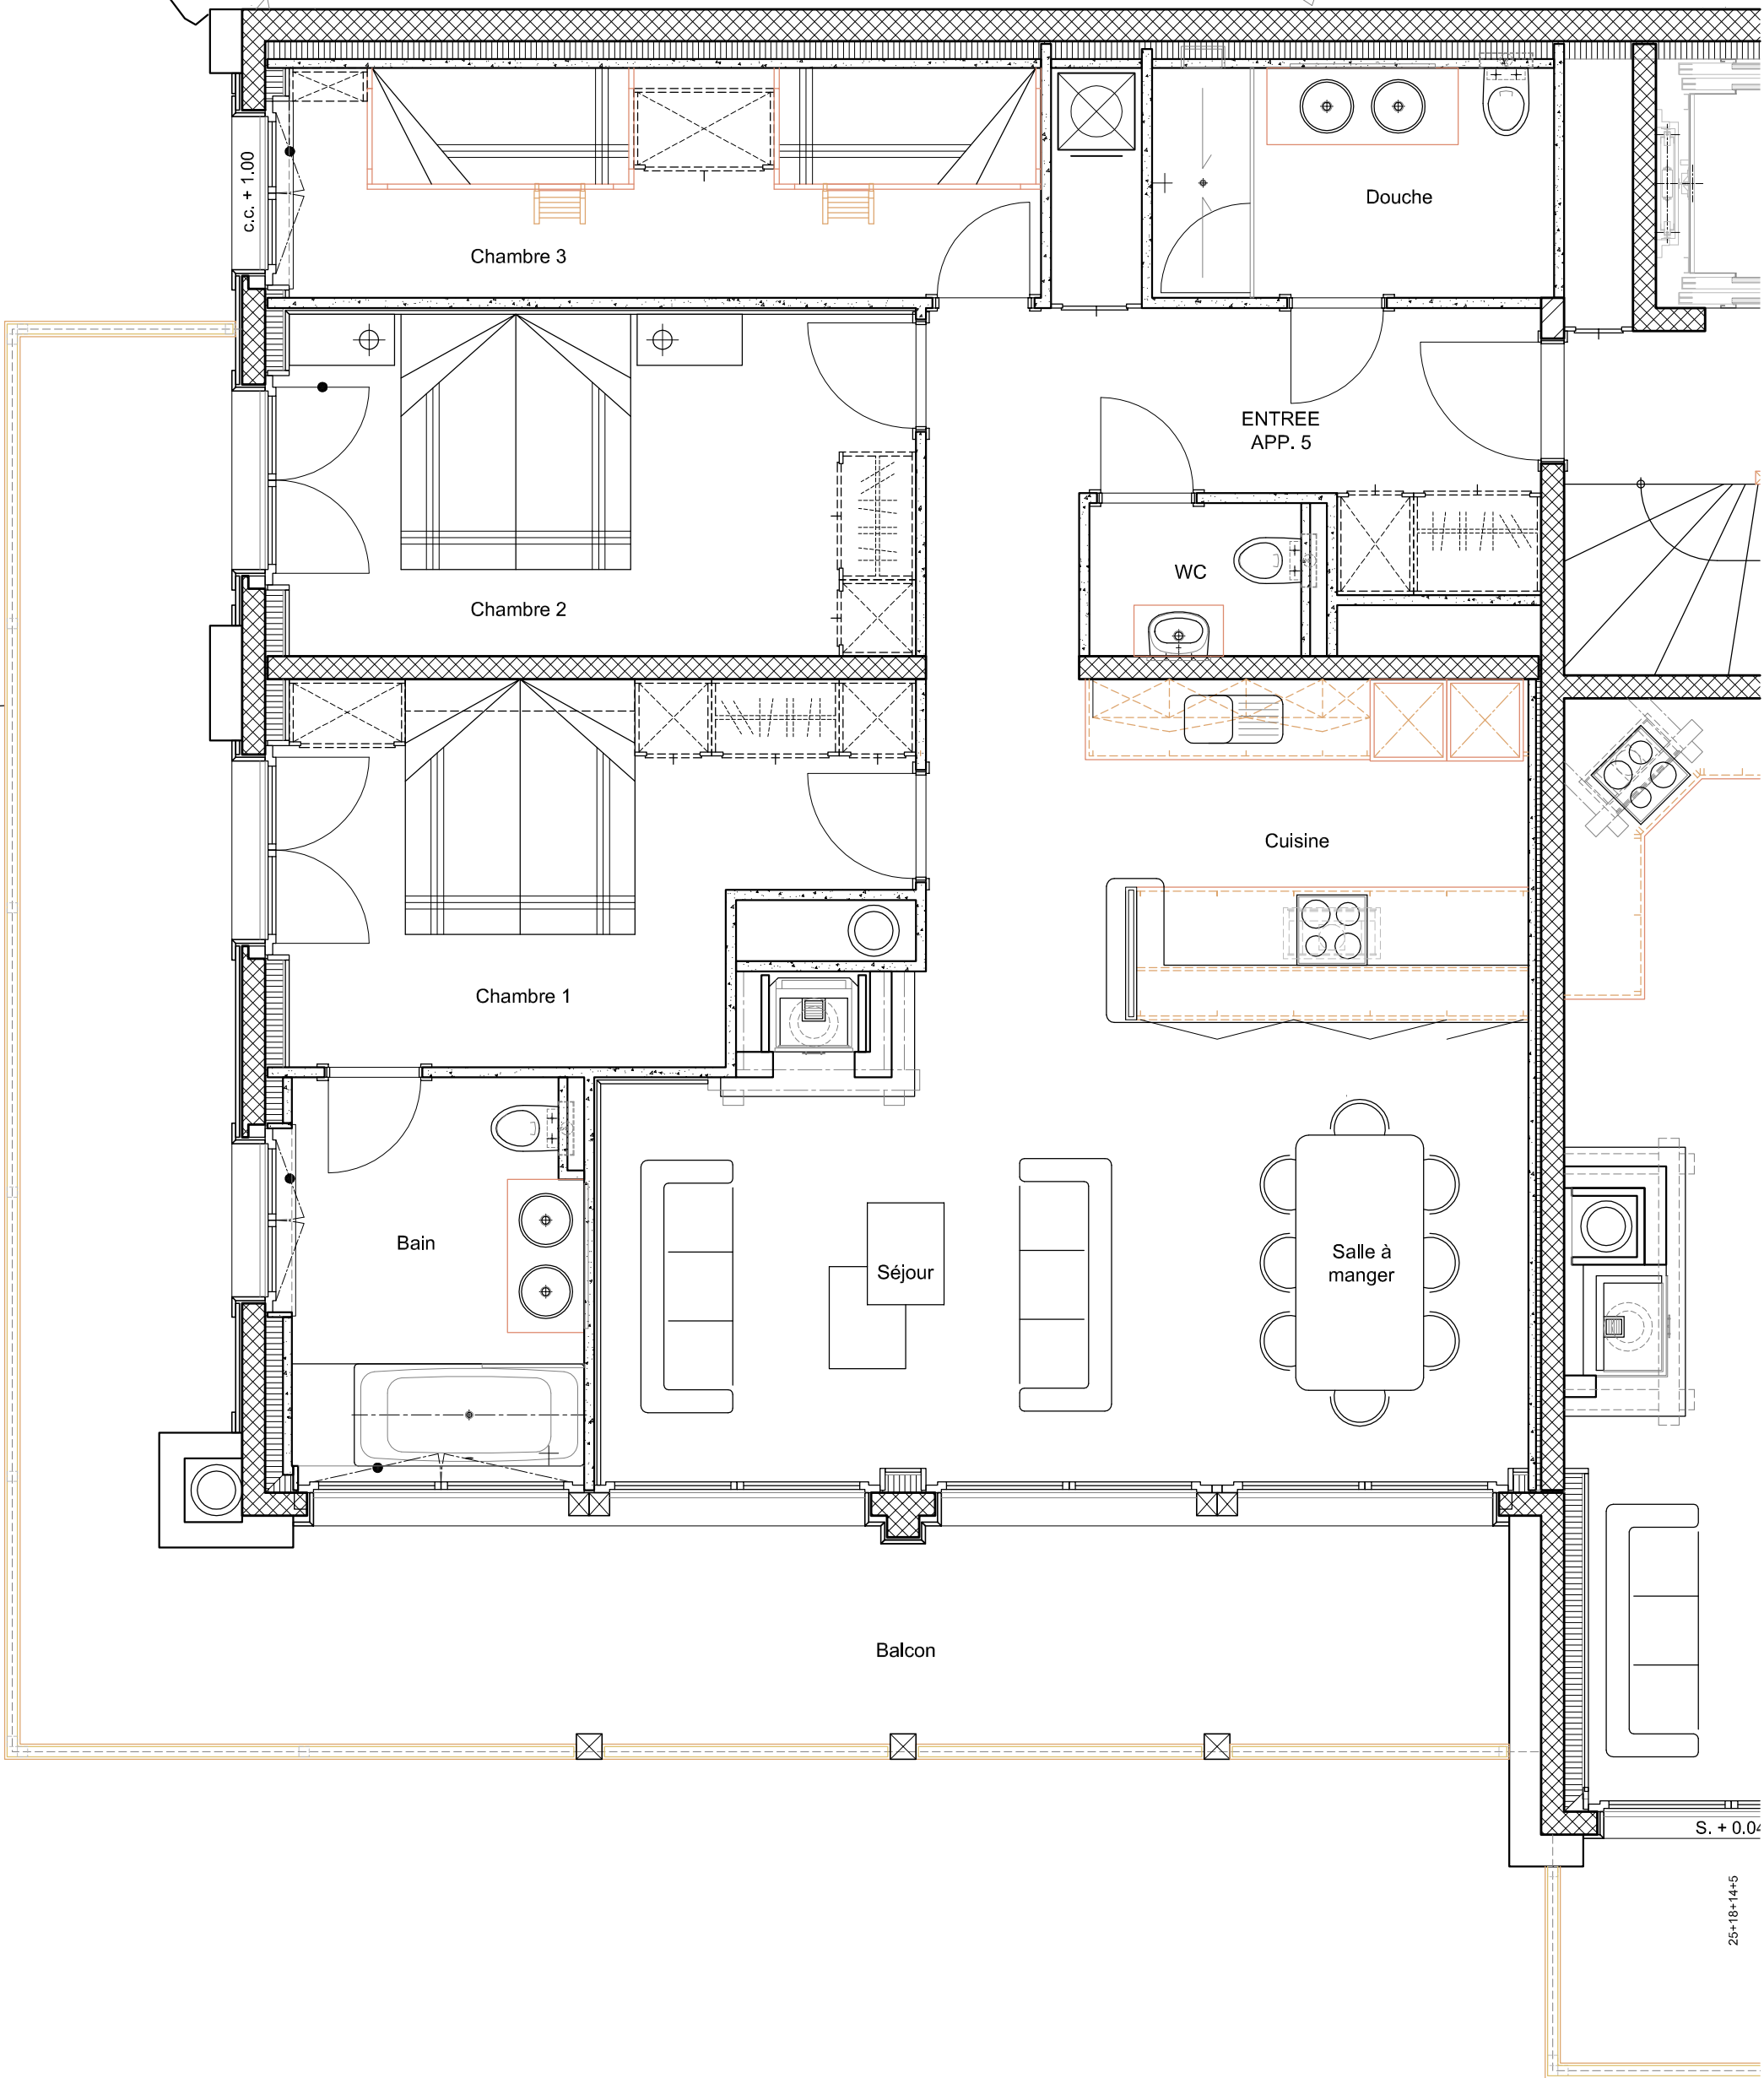 c.c. + 1.00
Douche
Chambre 3
ENTREE
APP. 5
WC
Chambre 2
Cuisine
Chambre 1
Bain
Séjour
Salle à
manger
Balcon
S. + 0.04
25+18+14+5